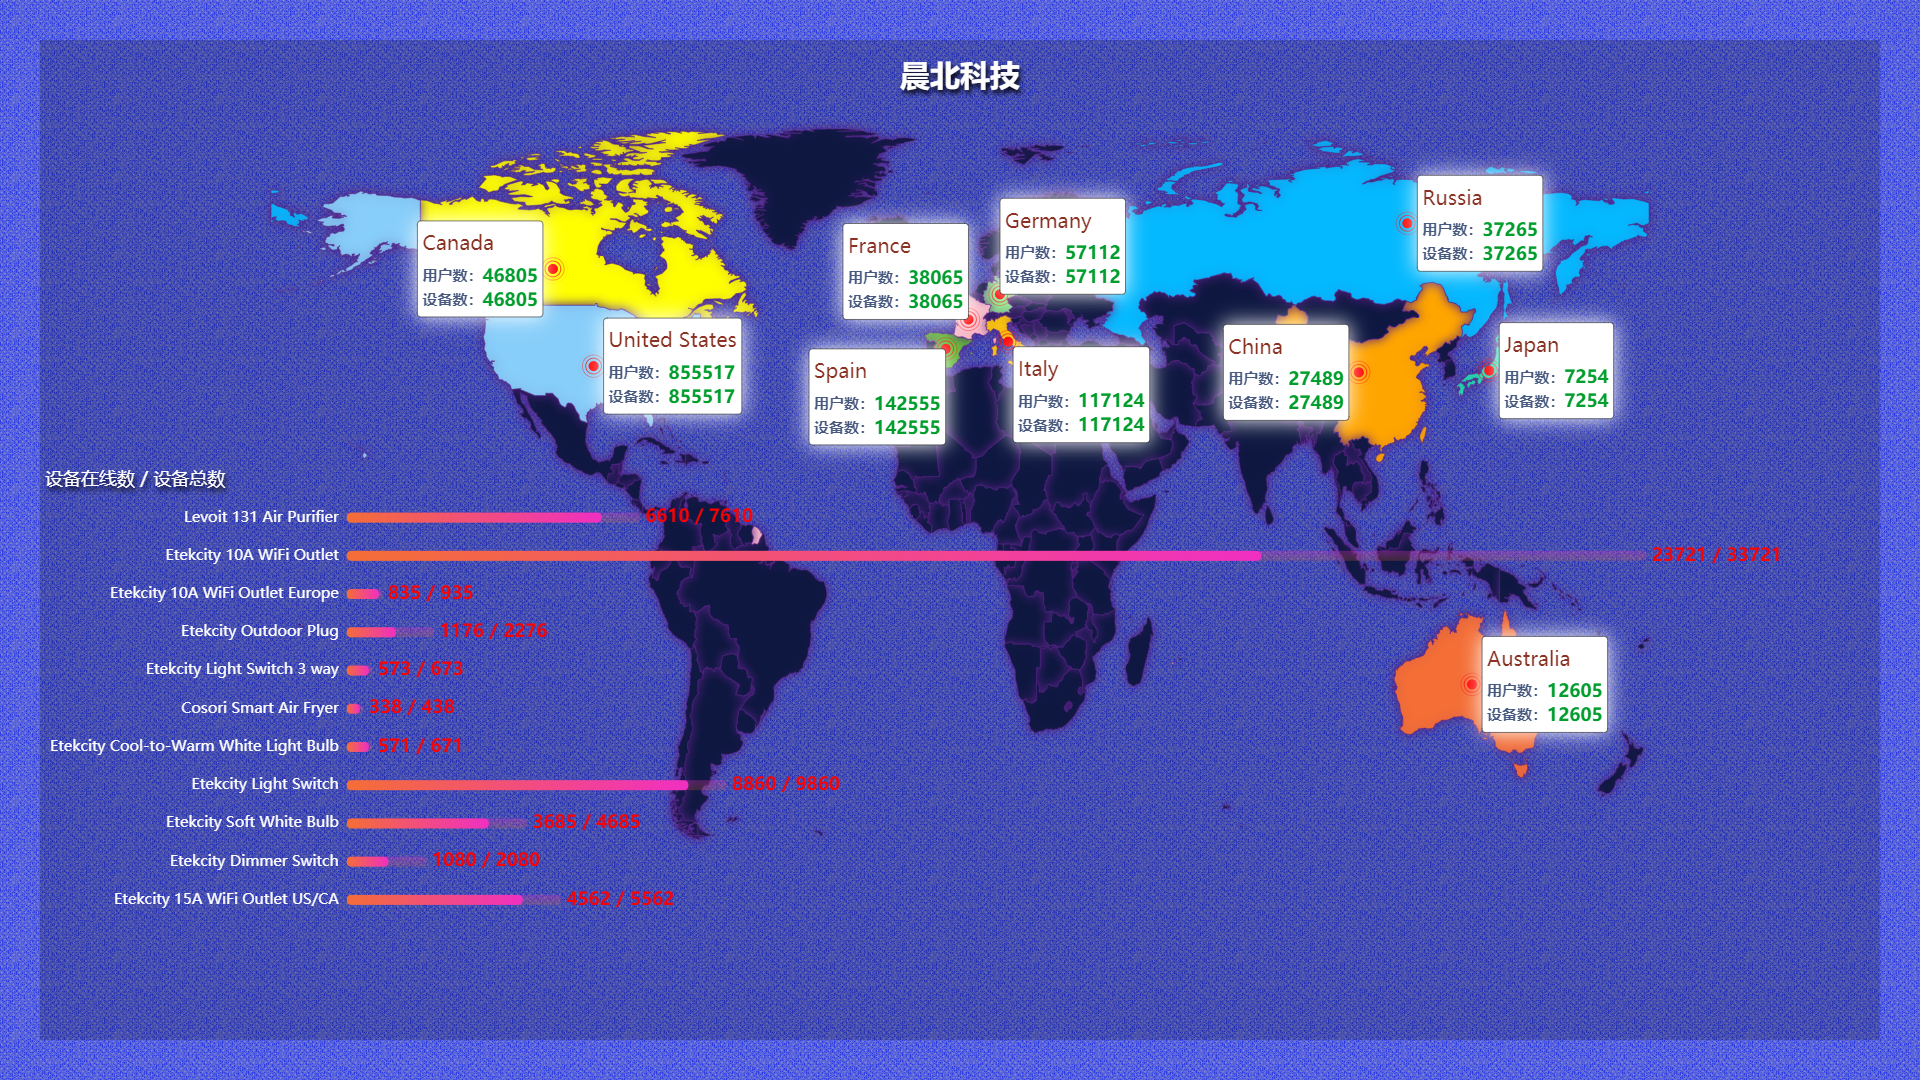 晨北科技
Canada
用户数：46805
设备数：46805
United States
用户数：855517
设备数：855517
France
用户数：38065
设备数：38065
Germany
用户数：57112
设备数：57112
Spain
用户数：142555
设备数：142555
Italy
用户数：117124
设备数：117124
Russia
用户数：37265
设备数：37265
China
用户数：27489
设备数：27489
Japan
用户数：7254
设备数：7254
Australia
用户数：12605
设备数：12605
设备在线数 / 设备总数
Levoit 131 Air Purifier 6610 / 7610
Etekcity 10A WiFi Outlet 23721 / 33721
Etekcity 10A WiFi Outlet Europe 835 / 935
Etekcity Outdoor Plug 1176 / 2276
Etekcity Light Switch 3 way 573 / 673
Cosori Smart Air Fryer 338 / 438
Etekcity Cool-to-Warm White Light Bulb 571 / 671
Etekcity Light Switch 8860 / 9860
Etekcity Soft White Bulb 3685 / 4685
Etekcity Dimmer Switch 1080 / 2080
Etekcity 15A WiFi Outlet US/CA 4562 / 5562